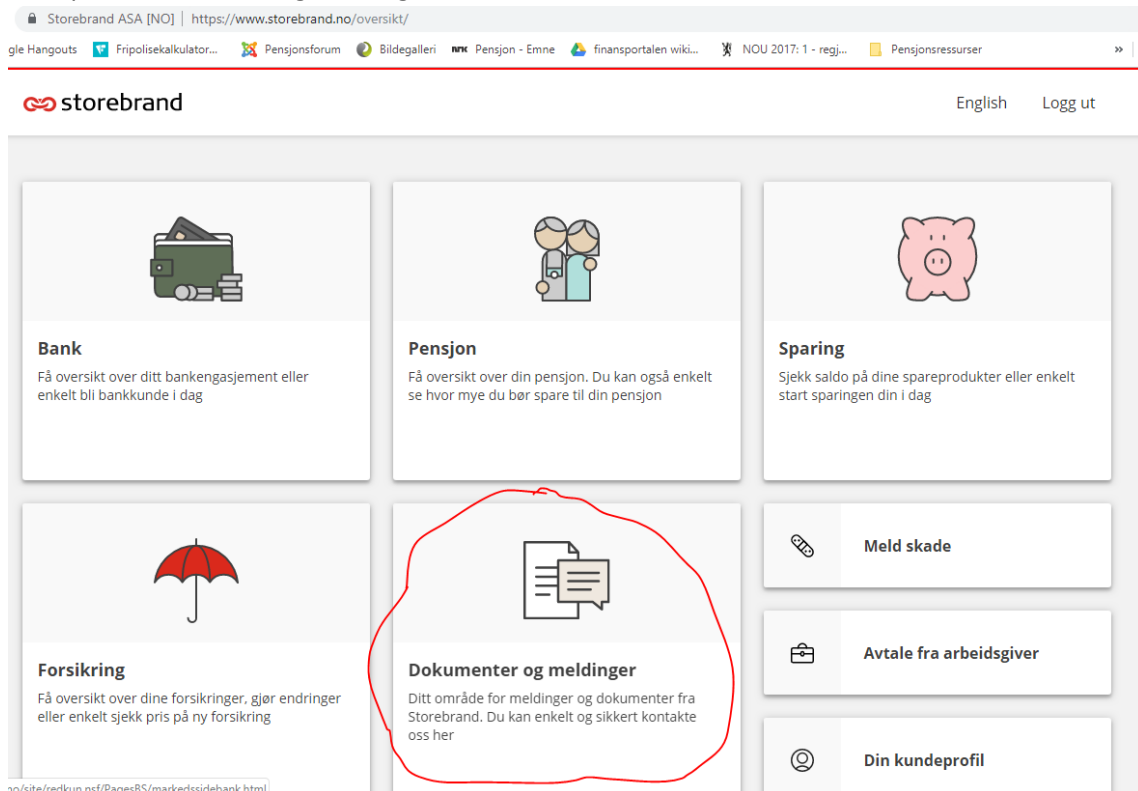 Storebrand ASA [NO] | https://www.storebrand.no/oversikt/
gle Hangouts Fripolisekalkulator... Pensjonsforum Bildegalleri NRK Pensjon - Emne finansportalen wiki... NOU 2017: 1 - regj... Pensjonsressurser »
storebrand
English Logg ut
Bank
Få oversikt over ditt bankengasjement eller
enkelt bli bankkunde i dag
Pensjon
Få oversikt over din pensjon. Du kan også enkelt
se hvor mye du bør spare til din pensjon
Sparing
Sjekk saldo på dine spareprodukter eller enkelt
start sparingen din i dag
Forsikring
Få oversikt over dine forsikringer, gjør endringer
eller enkelt sjekk pris på ny forsikring
Dokumenter og meldinger
Ditt område for meldinger og dokumenter fra
Storebrand. Du kan enkelt og sikkert kontakte
oss her
Meld skade
Avtale fra arbeidsgiver
Din kundeprofil
no/site/redkup.nsf/PagesBS/markedssidebank.html